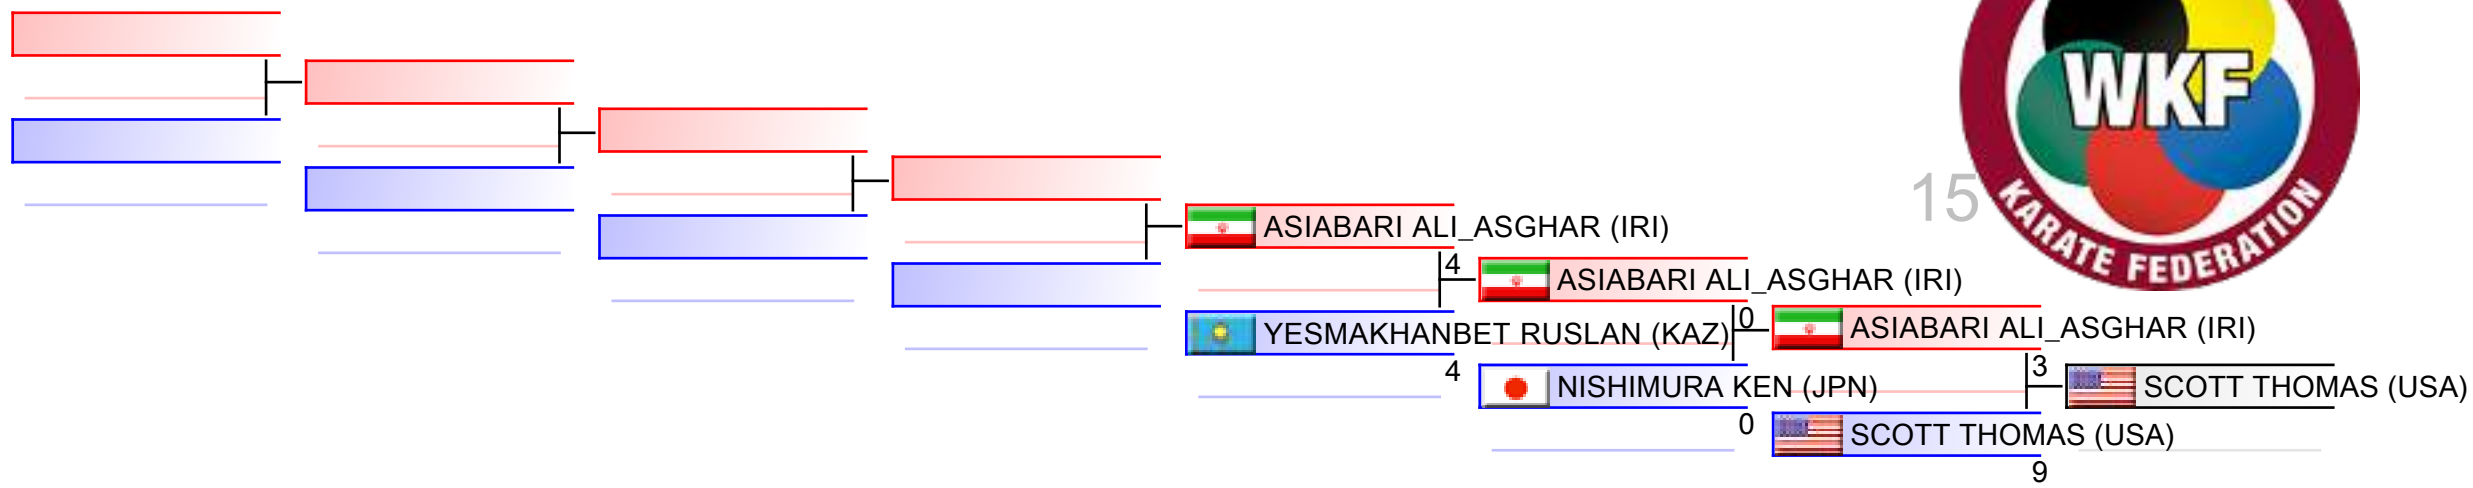 WKF
KARATE FEDERATION
15
ASIABARI ALI_ASGHAR (IRI)
4
ASIABARI ALI_ASGHAR (IRI)
YESMAKHANBET RUSLAN (KAZ)
0
ASIABARI ALI_ASGHAR (IRI)
4
NISHIMURA KEN (JPN)
3
SCOTT THOMAS (USA)
0
SCOTT THOMAS (USA)
9